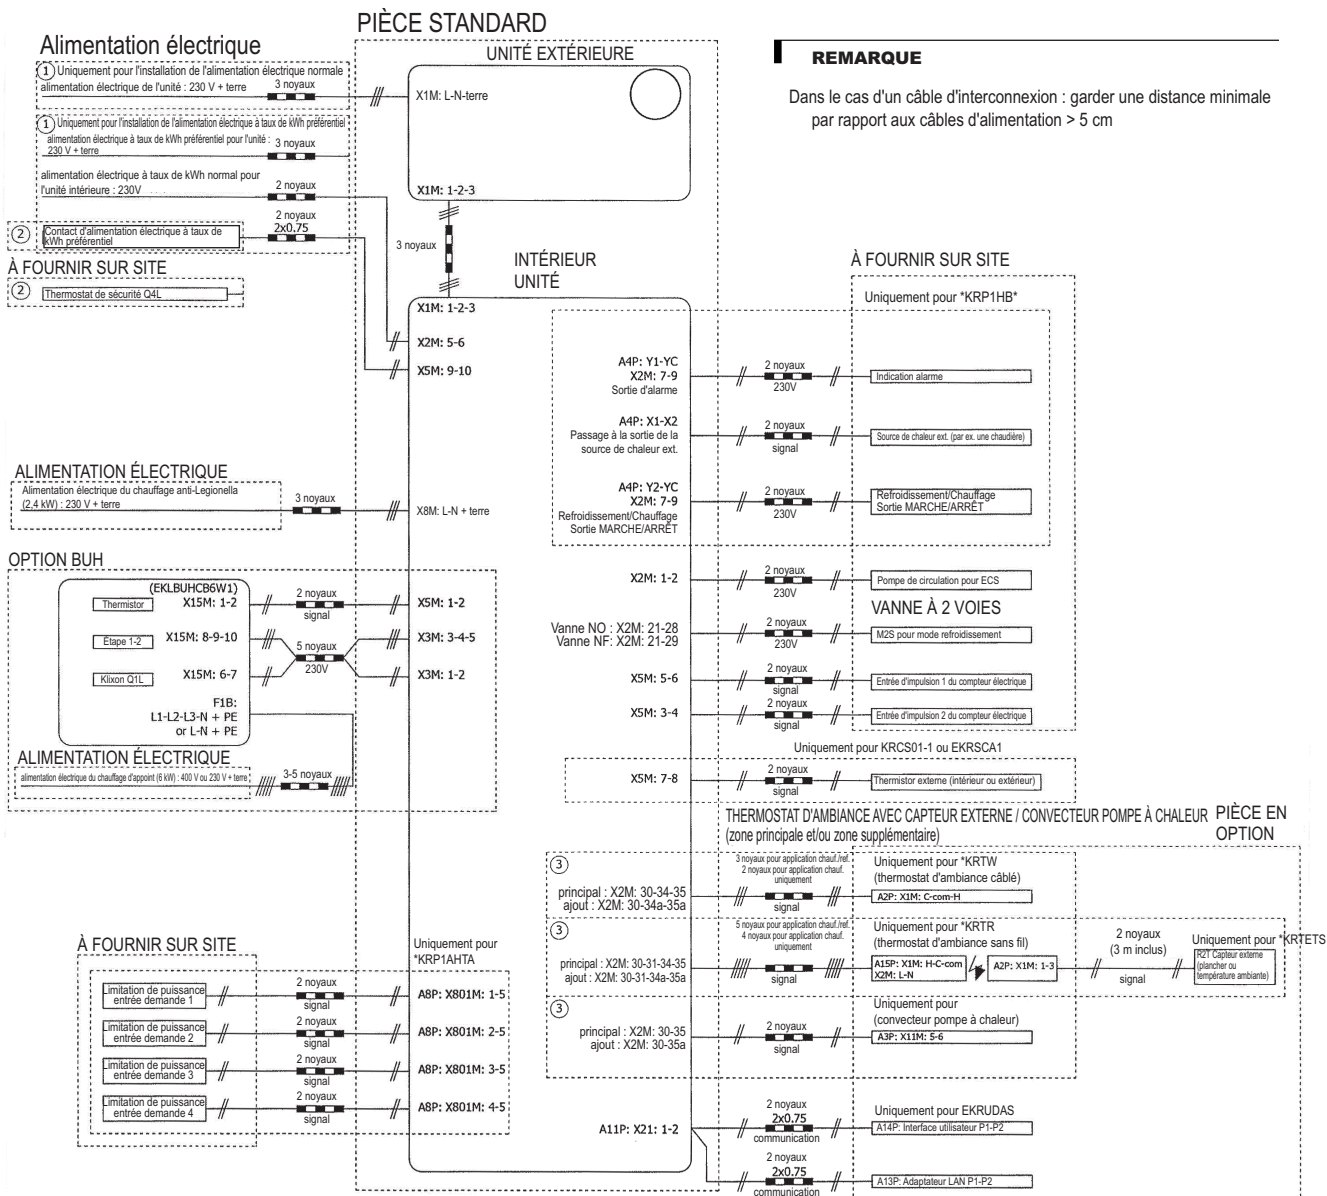 PIÈCE STANDARD
Alimentation électrique
UNITÉ EXTÉRIEURE
REMARQUE
Dans le cas d'un câble d'interconnexion : garder une distance minimale
par rapport aux câbles d'alimentation > 5 cm
1 Uniquement pour l'installation de l'alimentation électrique normale
alimentation électrique de l'unité : 230 V + terre
3 noyaux
X1M: L-N-terre
1 Uniquement pour l'installation de l'alimentation électrique à taux de kWh préférentiel
alimentation électrique à taux de kWh préférentiel pour l'unité :
230 V + terre
3 noyaux
alimentation électrique à taux de kWh normal pour
l'unité intérieure : 230V
2 noyaux
X1M: 1-2-3
2
Contact d'alimentation électrique à taux de
kWh préférentiel
2 noyaux
2x0.75
3 noyaux
À FOURNIR SUR SITE
2
Thermostat de sécurité Q4L
INTÉRIEUR
UNITÉ
X1M: 1-2-3
X2M: 5-6
X5M: 9-10
À FOURNIR SUR SITE
Uniquement pour *KRP1HB*
A4P: Y1-YC
X2M: 7-9
Sortie d'alarme
2 noyaux
230V
Indication alarme
A4P: X1-X2
Passage à la sortie de la
source de chaleur ext.
2 noyaux
signal
Source de chaleur ext. (par ex. une chaudière)
A4P: Y2-YC
X2M: 7-9
Refroidissement/Chauffage
Sortie MARCHE/ARRÊT
2 noyaux
230V
Refroidissement/Chauffage
Sortie MARCHE/ARRÊT
ALIMENTATION ÉLECTRIQUE
Alimentation électrique du chauffage anti-Legionella
(2,4 kW) : 230 V + terre
3 noyaux
X8M: L-N + terre
OPTION BUH
(EKLBUHCB6W1)
Thermistor
X15M: 1-2
2 noyaux
signal
X5M: 1-2
Étape 1-2
X15M: 8-9-10
5 noyaux
230V
X3M: 3-4-5
Klixon Q1L
X15M: 6-7
X3M: 1-2
F1B:
L1-L2-L3-N + PE
or L-N + PE
ALIMENTATION ÉLECTRIQUE
alimentation électrique du chauffage d'appoint (6 kW) : 400 V ou 230 V + terre
3-5 noyaux
X2M: 1-2
2 noyaux
230V
Pompe de circulation pour ECS
VANNE À 2 VOIES
Vanne NO : X2M: 21-28
Vanne NF: X2M: 21-29
2 noyaux
230V
M2S pour mode refroidissement
X5M: 5-6
2 noyaux
signal
Entrée d'impulsion 1 du compteur électrique
X5M: 3-4
2 noyaux
signal
Entrée d'impulsion 2 du compteur électrique
Uniquement pour KRCS01-1 ou EKRSCA1
X5M: 7-8
2 noyaux
signal
Thermistor externe (intérieur ou extérieur)
THERMOSTAT D'AMBIANCE AVEC CAPTEUR EXTERNE / CONVECTEUR POMPE À CHALEUR
(zone principale et/ou zone supplémentaire)
PIÈCE EN
OPTION
3
principal : X2M: 30-34-35
ajout : X2M: 30-34a-35a
3 noyaux pour application chauf./ref.
2 noyaux pour application chauf.
uniquement
signal
Uniquement pour *KRTW
(thermostat d'ambiance câblé)
A2P: X1M: C-com-H
3
principal : X2M: 30-31-34-35
ajout : X2M: 30-31-34a-35a
5 noyaux pour application chauf./ref.
4 noyaux pour application chauf.
uniquement
signal
Uniquement pour *KRTR
(thermostat d'ambiance sans fil)
A15P: X1M: H-C-com
X2M: L-N
A2P: X1M: 1-3
2 noyaux
(3 m inclus)
signal
Uniquement pour *KRTETS
R2T Capteur externe
(plancher ou
température ambiante)
3
principal : X2M: 30-35
ajout : X2M: 30-35a
2 noyaux
signal
Uniquement pour
(convecteur pompe à chaleur)
A3P: X11M: 5-6
À FOURNIR SUR SITE
Uniquement pour
*KRP1AHTA
Limitation de puissance
entrée demande 1
2 noyaux
signal
A8P: X801M: 1-5
Limitation de puissance
entrée demande 2
2 noyaux
signal
A8P: X801M: 2-5
Limitation de puissance
entrée demande 3
2 noyaux
signal
A8P: X801M: 3-5
Limitation de puissance
entrée demande 4
2 noyaux
signal
A8P: X801M: 4-5
A11P: X21: 1-2
2 noyaux
2x0.75
communication
Uniquement pour EKRUDAS
A14P: Interface utilisateur P1-P2
2 noyaux
2x0.75
communication
A13P: Adaptateur LAN P1-P2